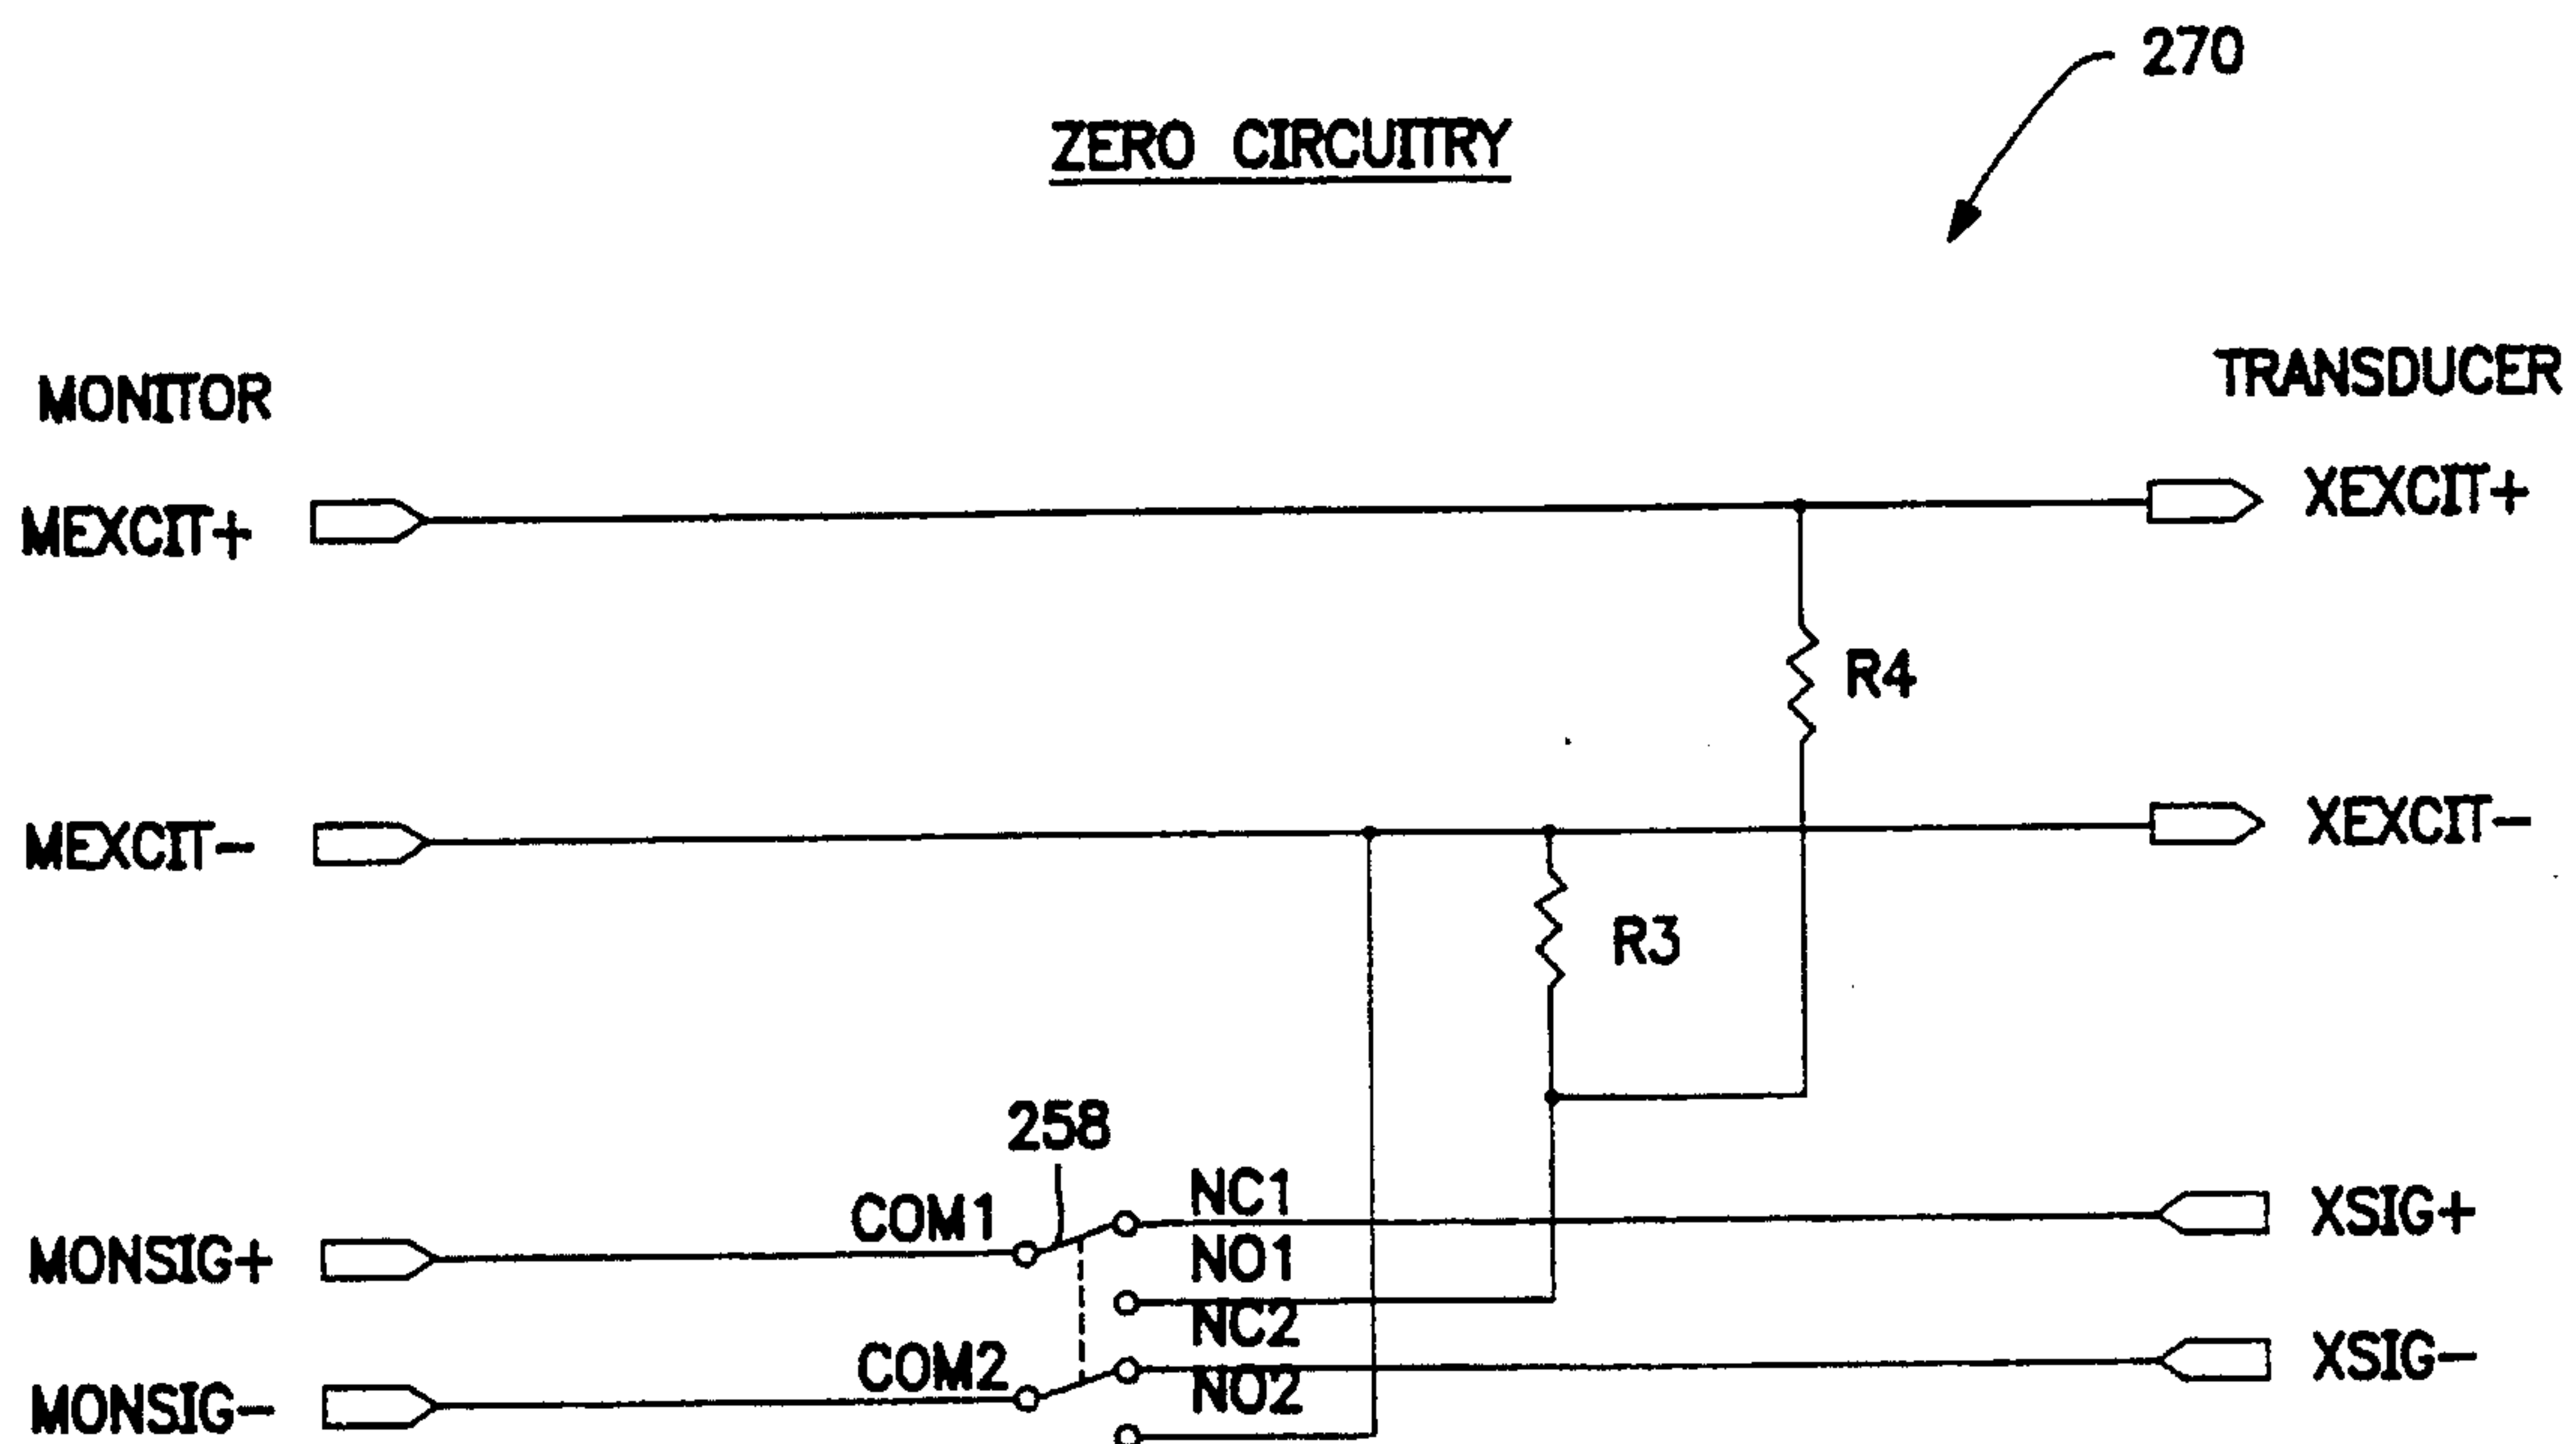 270
ZERO CIRCUITRY
MONITOR
TRANSDUCER
MEXCIT+
XEXCIT+
R4
MEXCIT-
XEXCIT-
R3
258
COM1
NC1
XSIG+
MONSIG+
NO1
NC2
COM2
XSIG-
MONSIG-
NO2